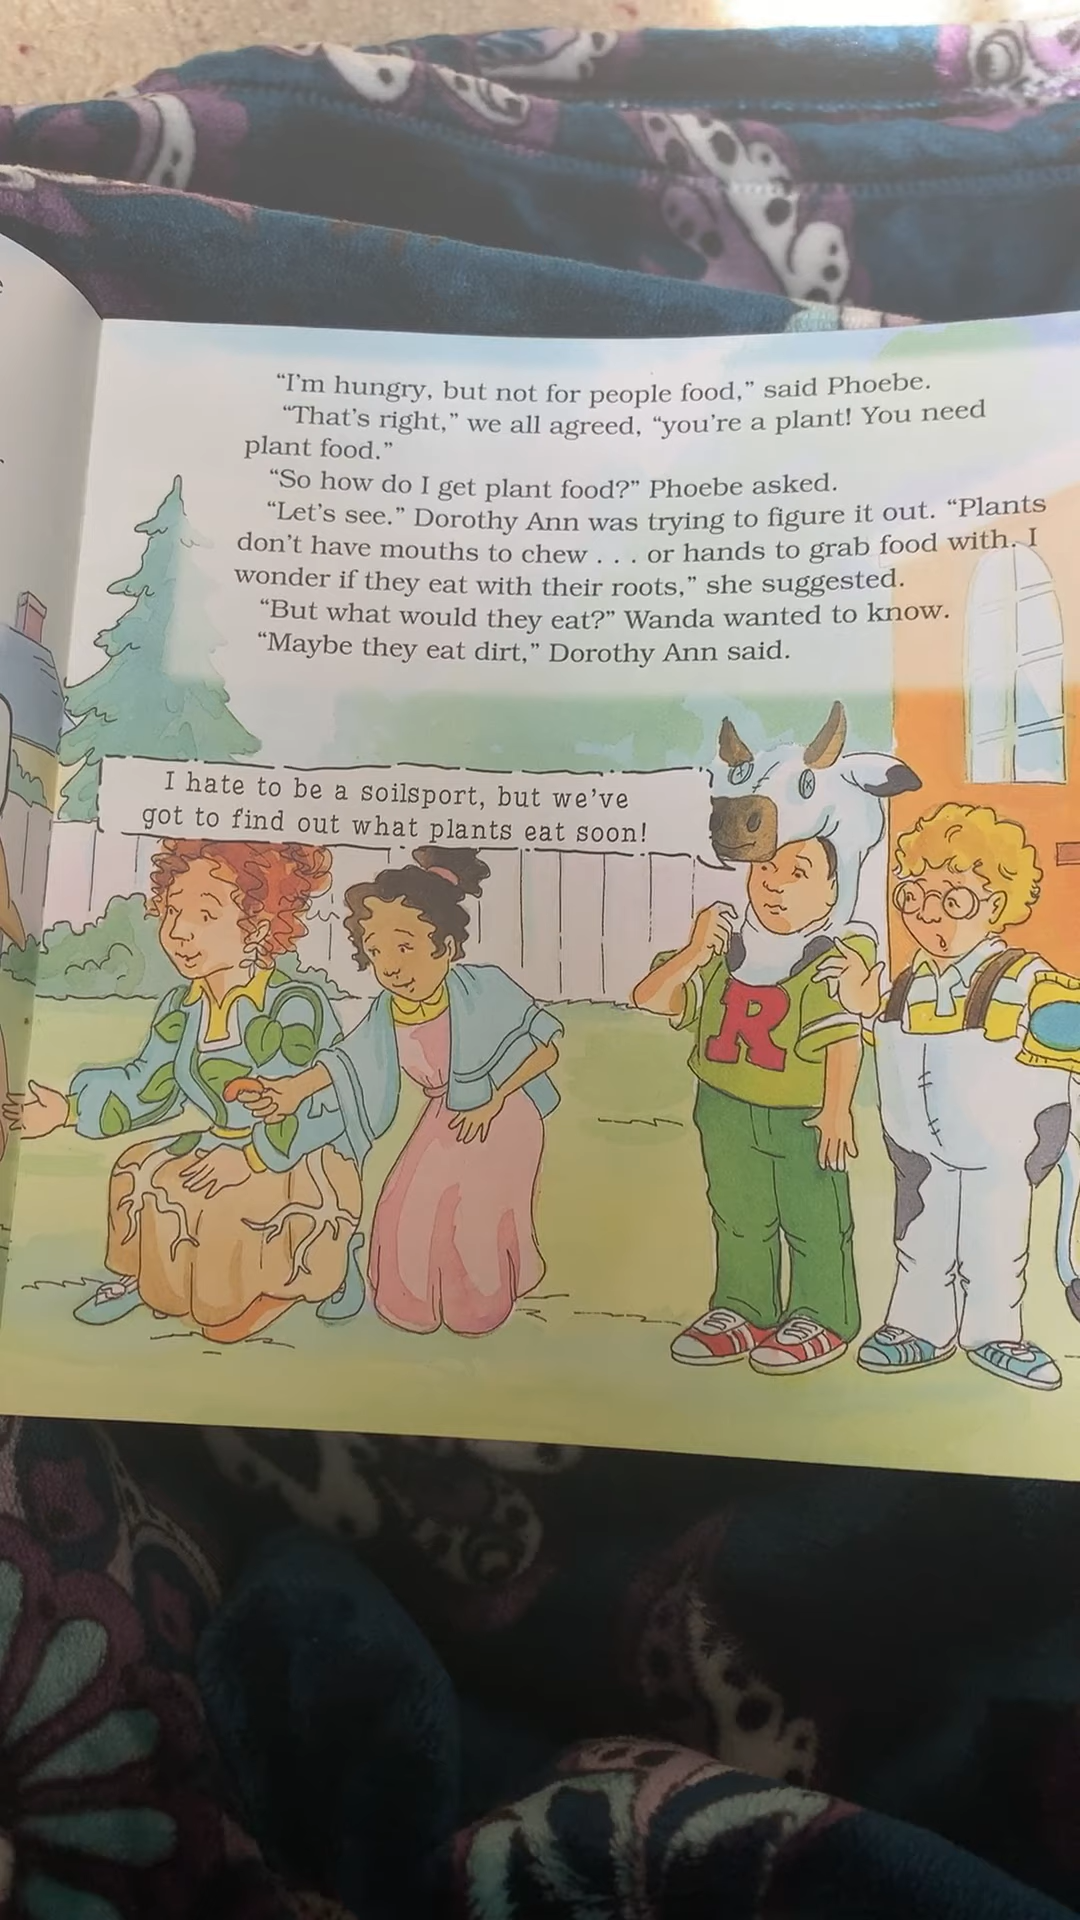 “I'm hungry, but not for people food,” said Phoebe.
“That's right,” we all agreed, “you're a plant! You need
plant food.”
“So how do I get plant food?” Phoebe asked.
“Let's see.” Dorothy Ann was trying to figure it out. “Plants
don't have mouths to chew . . . or hands to grab food with. I
wonder if they eat with their roots,” she suggested.
“But what would they eat?” Wanda wanted to know.
“Maybe they eat dirt,” Dorothy Ann said.
I hate to be a soilsport, but we've
got to find out what plants eat soon!
R